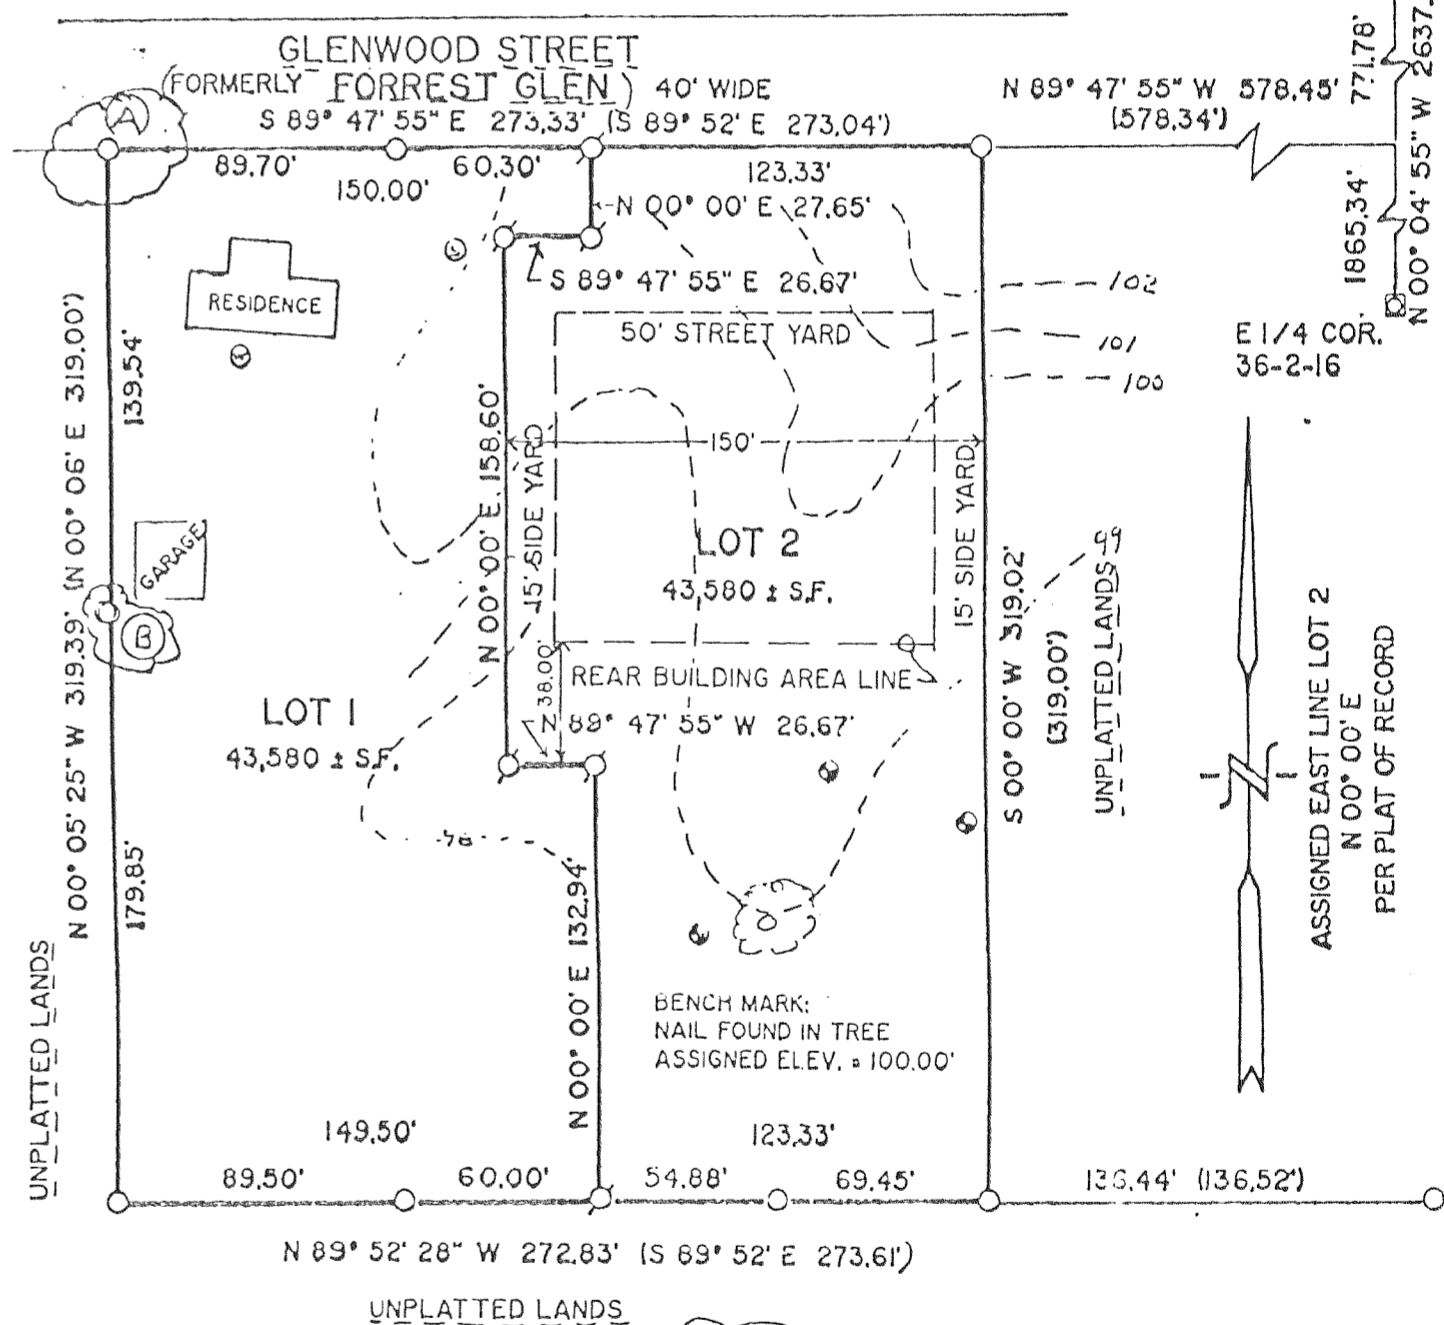 GLENWOOD STREET
(FORMERLY FORREST GLEN) 40' WIDE
S 89° 47' 55" E 273.33' (S 89° 52' E 273.04')
N 89° 47' 55" W 578.45'
(578.34')
771.78'
N 00° 04' 55" W 2637.
1865.34'
A
89.70'
60.30'
123.33'
150.00'
N 00° 00' E 27.65'
S 89° 47' 55" E 26.67'
RESIDENCE
50' STREET YARD
102
101
100
E 1/4 COR.
36-2-16
139.54'
N 00° 05' 25" W 319.39' (N 00° 06' E 319.00')
N 00° 00' E 158.60'
15' SIDE YARD
150'
15' SIDE YARD
LOT 2
43,580 ± S.F.
S 00° 00' W 319.02'
(319.00')
99
UNPLATTED LANDS
GARAGE
B
38.00'
REAR BUILDING AREA LINE
N 89° 47' 55" W 26.67'
LOT 1
43,580 ± S.F.
98
179.85'
N 00° 00' E 132.94'
N
ASSIGNED EAST LINE LOT 2
N 00° 00' E
PER PLAT OF RECORD
UNPLATTED LANDS
BENCH MARK:
NAIL FOUND IN TREE
ASSIGNED ELEV. = 100.00'
149.50'
123.33'
89.50'
60.00'
54.88'
69.45'
136.44' (136.52')
N 89° 52' 28" W 272.83' (S 89° 52' E 273.61')
UNPLATTED LANDS